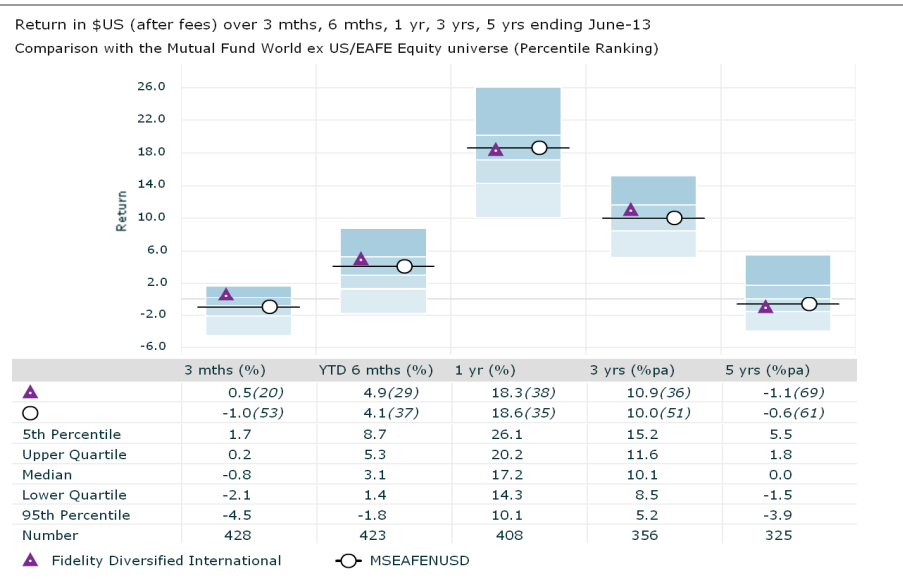 Return in $US (after fees) over 3 mths, 6 mths, 1 yr, 3 yrs, 5 yrs ending June-13
Comparison with the Mutual Fund World ex US/EAFE Equity universe (Percentile Ranking)
26.0
22.0
18.0
14.0
10.0
6.0
2.0
-2.0
-6.0
Return
3 mths (%) YTD 6 mths (%) 1 yr (%) 3 yrs (%pa) 5 yrs (%pa)
0.5(20) 4.9(29) 18.3(38) 10.9(36) -1.1(69)
-1.0(53) 4.1(37) 18.6(35) 10.0(51) -0.6(61)
5th Percentile 1.7 8.7 26.1 15.2 5.5
Upper Quartile 0.2 5.3 20.2 11.6 1.8
Median -0.8 3.1 17.2 10.1 0.0
Lower Quartile -2.1 1.4 14.3 8.5 -1.5
95th Percentile -4.5 -1.8 10.1 5.2 -3.9
Number 428 423 408 356 325
Fidelity Diversified International MSEAFENUSD